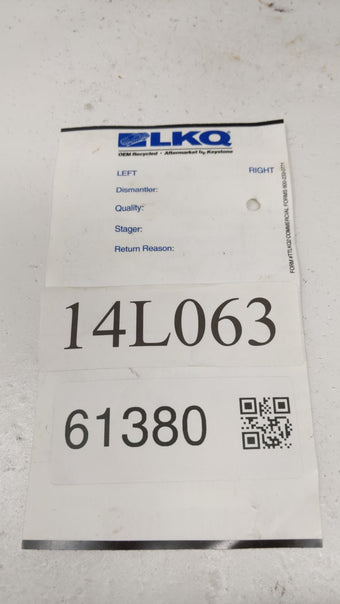 LKQ
OEM Recycled • Aftermarket by Keystone
LEFT RIGHT
Dismantler:
Quality:
Stager:
Return Reason:
14L063
61380